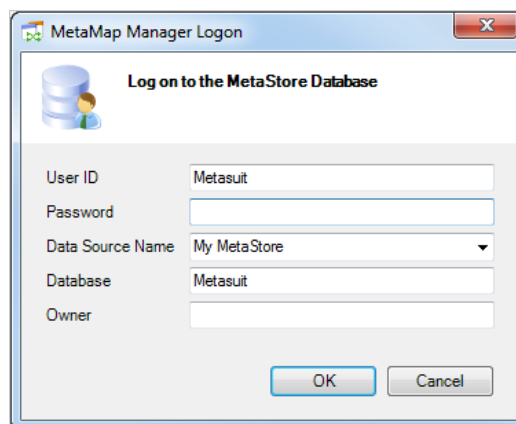 MetaMap Manager Logon
Log on to the MetaStore Database
User ID Metasuit
Password
Data Source Name My MetaStore
Database Metasuit
Owner
OK Cancel